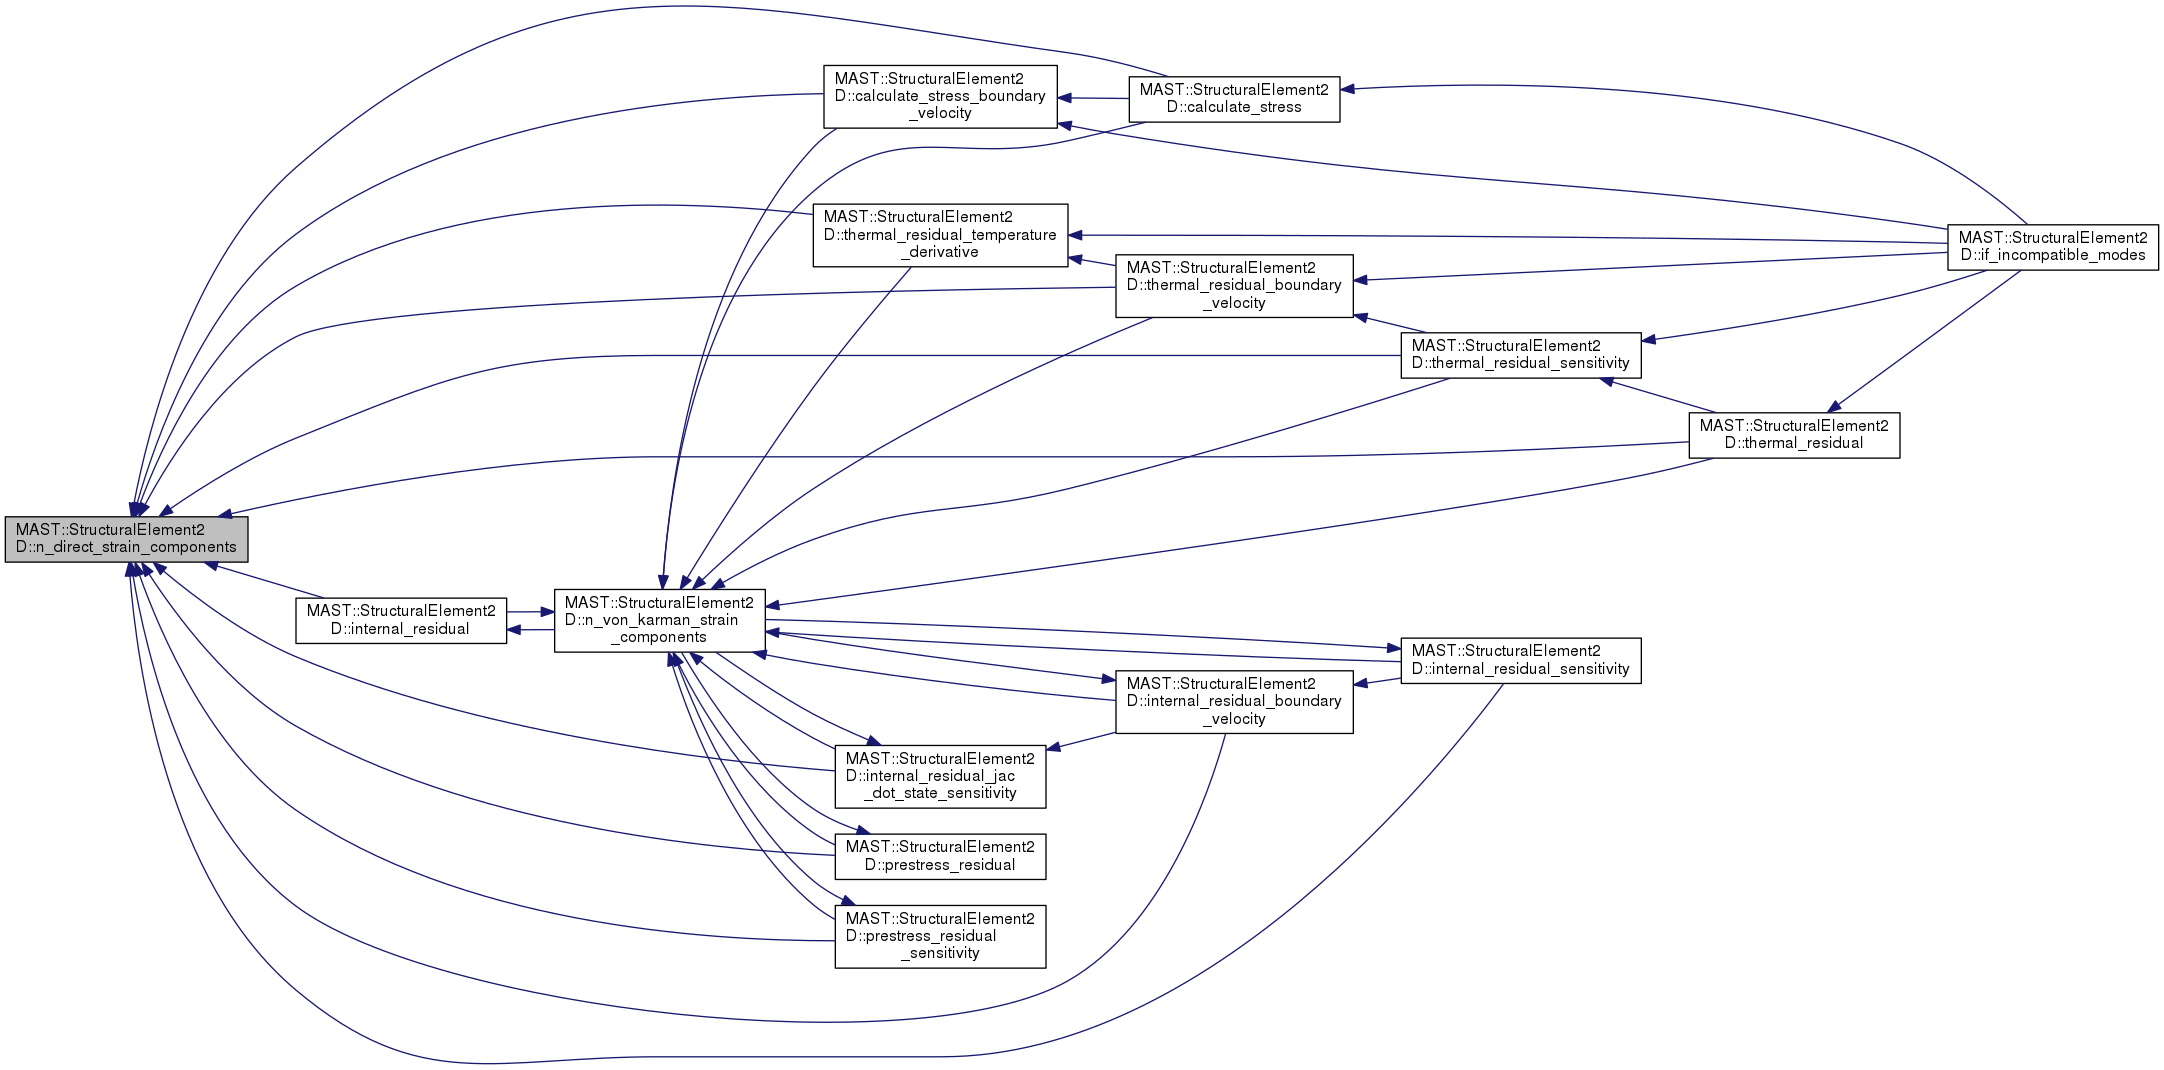 MAST::StructuralElement2
D::calculate_stress_boundary
_velocity
MAST::StructuralElement2
D::calculate_stress
MAST::StructuralElement2
D::thermal_residual_temperature
_derivative
MAST::StructuralElement2
D::if_incompatible_modes
MAST::StructuralElement2
D::thermal_residual_boundary
_velocity
MAST::StructuralElement2
D::thermal_residual_sensitivity
MAST::StructuralElement2
D::thermal_residual
MAST::StructuralElement2
D::n_direct_strain_components
MAST::StructuralElement2
D::internal_residual
MAST::StructuralElement2
D::n_von_karman_strain
_components
MAST::StructuralElement2
D::internal_residual_sensitivity
MAST::StructuralElement2
D::internal_residual_boundary
_velocity
MAST::StructuralElement2
D::internal_residual_jac
_dot_state_sensitivity
MAST::StructuralElement2
D::prestress_residual
MAST::StructuralElement2
D::prestress_residual
_sensitivity